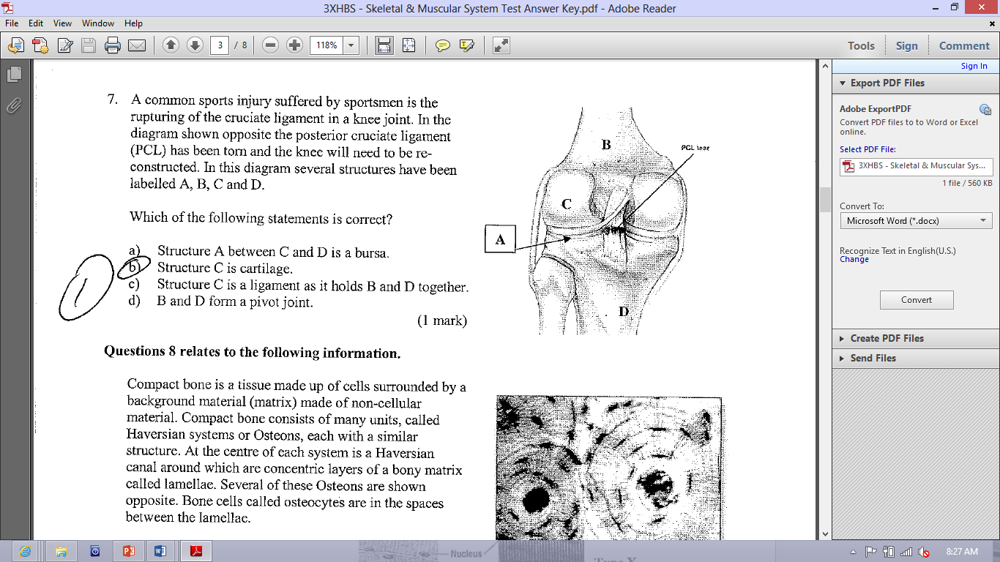 3XHBS - Skeletal & Muscular System Test Answer Key.pdf - Adobe Reader
File Edit View Window Help
3 / 8
118%
Tools Sign Comment
Sign In
Export PDF Files
Adobe ExportPDF
Convert PDF files to to Word or Excel
online.
Select PDF File:
3XHBS - Skeletal & Muscular Sys...
1 file / 560 KB
Convert To:
Microsoft Word (*.docx)
Recognize Text in English(U.S.)
Change
Convert
Create PDF Files
Send Files
7. A common sports injury suffered by sportsmen is the
rupturing of the cruciate ligament in a knee joint. In the
diagram shown opposite the posterior cruciate ligament
(PCL) has been torn and the knee will need to be re-
constructed. In this diagram several structures have been
labelled A, B, C and D.
Which of the following statements is correct?
a) Structure A between C and D is a bursa.
b) Structure C is cartilage.
c) Structure C is a ligament as it holds B and D together.
d) B and D form a pivot joint.
(1 mark)
1
B
PCL tear
C
A
D
Questions 8 relates to the following information.
Compact bone is a tissue made up of cells surrounded by a
background material (matrix) made of non-cellular
material. Compact bone consists of many units, called
Haversian systems or Osteons, each with a similar
structure. At the centre of each system is a Haversian
canal around which are concentric layers of a bony matrix
called lamellae. Several of these Osteons are shown
opposite. Bone cells called osteocytes are in the spaces
between the lamellae.
Nucleus
8:27 AM